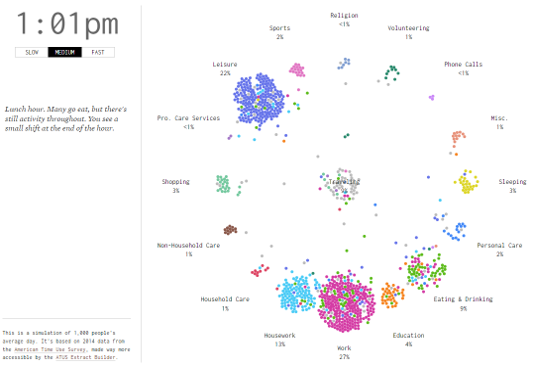 1:01pm
SLOW MEDIUM FAST
Lunch hour. Many go eat, but there's
still activity throughout. You see a
small shift at the end of the hour.
This is a simulation of 1,000 people's
average day. It's based on 2014 data from
the American Time Use Survey, made way more
accessible by the ATUS Extract Builder.
Religion
<1%
Sports
2%
Volunteering
1%
Leisure
22%
Phone Calls
<1%
Pro. Care Services
<1%
Misc.
1%
Shopping
3%
Traveling
Sleeping
3%
Non-Household Care
1%
Personal Care
2%
Household Care
1%
Eating & Drinking
9%
Housework
13%
Work
27%
Education
4%